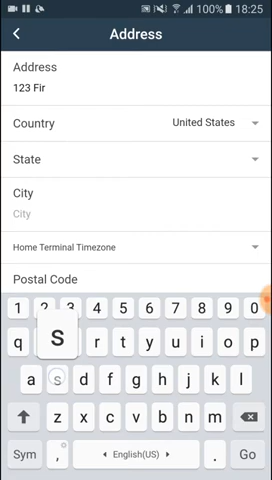 100% 18:25
Address
Address
123 Fir
Country United States
State
City
City
Home Terminal Timezone
Postal Code
1 2 3 4 5 6 7 8 9 0
q S r t y u i o p
a s d f g h j k l
z x c v b n m
Sym , English(US) . Go